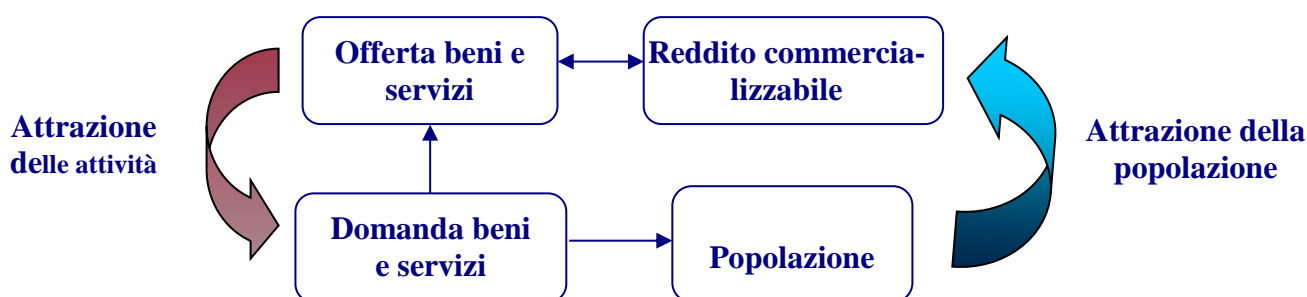 Offerta beni e
servizi
Reddito commercia-
lizzabile
Attrazione
delle attività
Attrazione della
popolazione
Domanda beni
e servizi
Popolazione